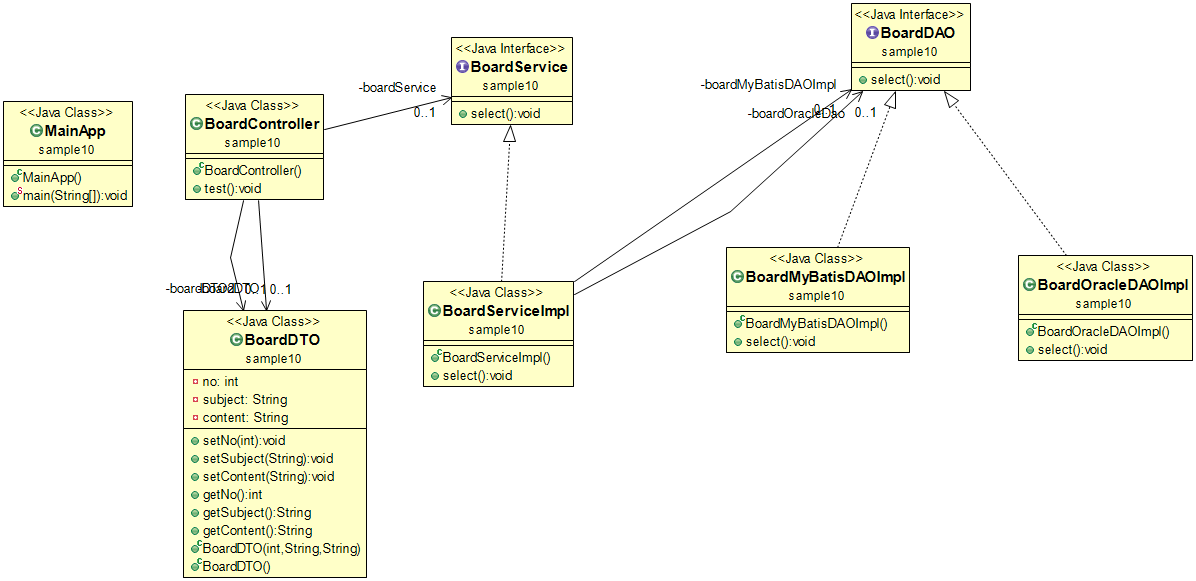 <<Java Class>>
MainApp
sample10
MainApp()
main(String[]):void
<<Java Class>>
BoardController
sample10
BoardController()
test():void
-boardService
0..1
<<Java Interface>>
BoardService
sample10
select():void
<<Java Interface>>
BoardDAO
sample10
select():void
-boardMyBatisDAOImpl
0..1
-boardOracleDao
0..1
0..1
<<Java Class>>
BoardDTO
sample10
no: int
subject: String
content: String
setNo(int):void
setSubject(String):void
setContent(String):void
getNo():int
getSubject():String
getContent():String
BoardDTO(int,String,String)
BoardDTO()
<<Java Class>>
BoardServiceImpl
sample10
BoardServiceImpl()
select():void
<<Java Class>>
BoardMyBatisDAOImpl
sample10
BoardMyBatisDAOImpl()
select():void
<<Java Class>>
BoardOracleDAOImpl
sample10
BoardOracleDAOImpl()
select():void